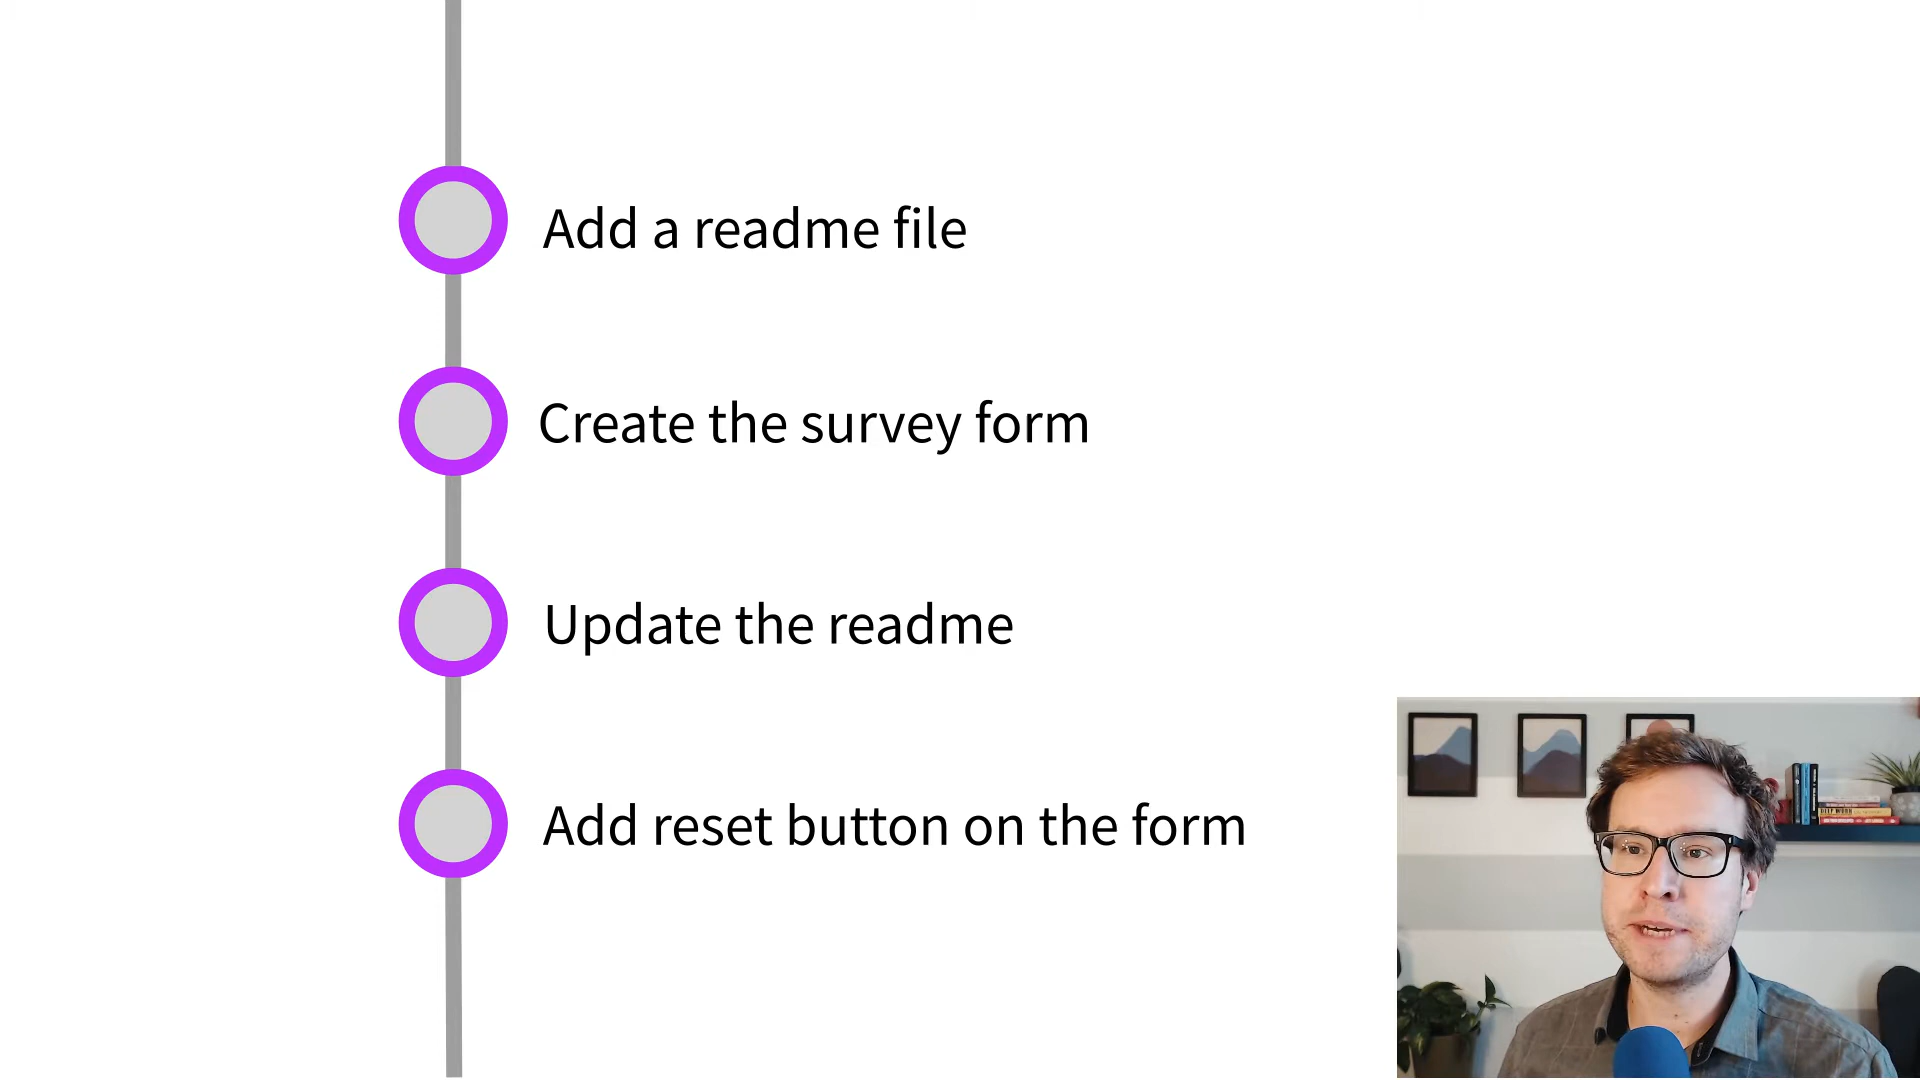 Add a readme file
Create the survey form
Update the readme
Add reset button on the form